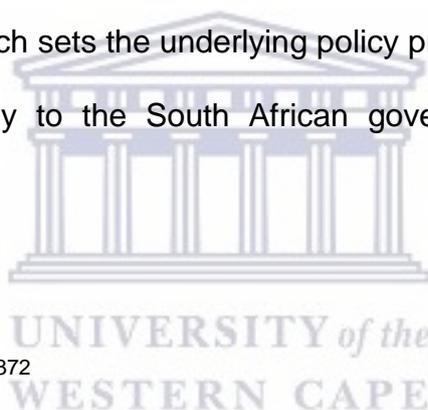 ch sets the underlying policy p
y to the South African gove
UNIVERSITY of the
372
WESTERN CAPE